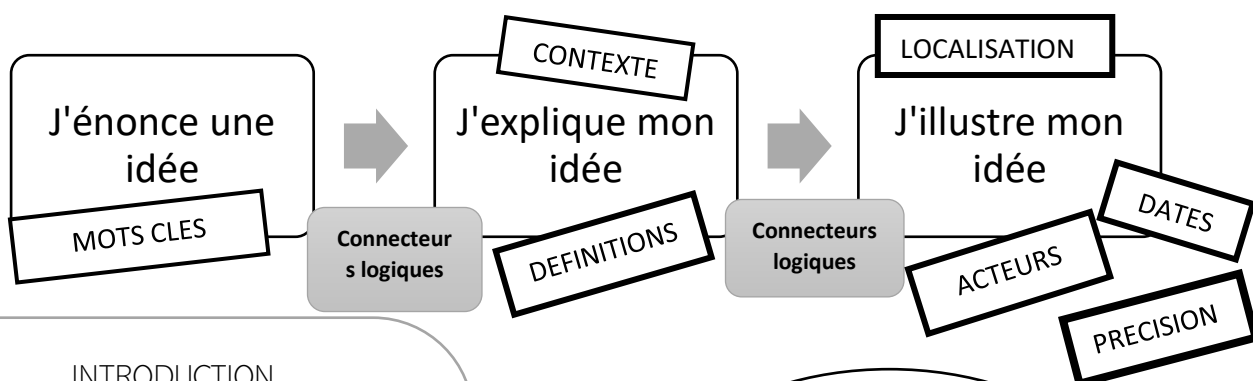 J'énonce une
idée
MOTS CLES
Connecteur
s logiques
CONTEXTE
J'explique mon
idée
DEFINITIONS
Connecteurs
logiques
LOCALISATION
J'illustre mon
idée
DATES
ACTEURS
PRECISION
INTRODUCTION